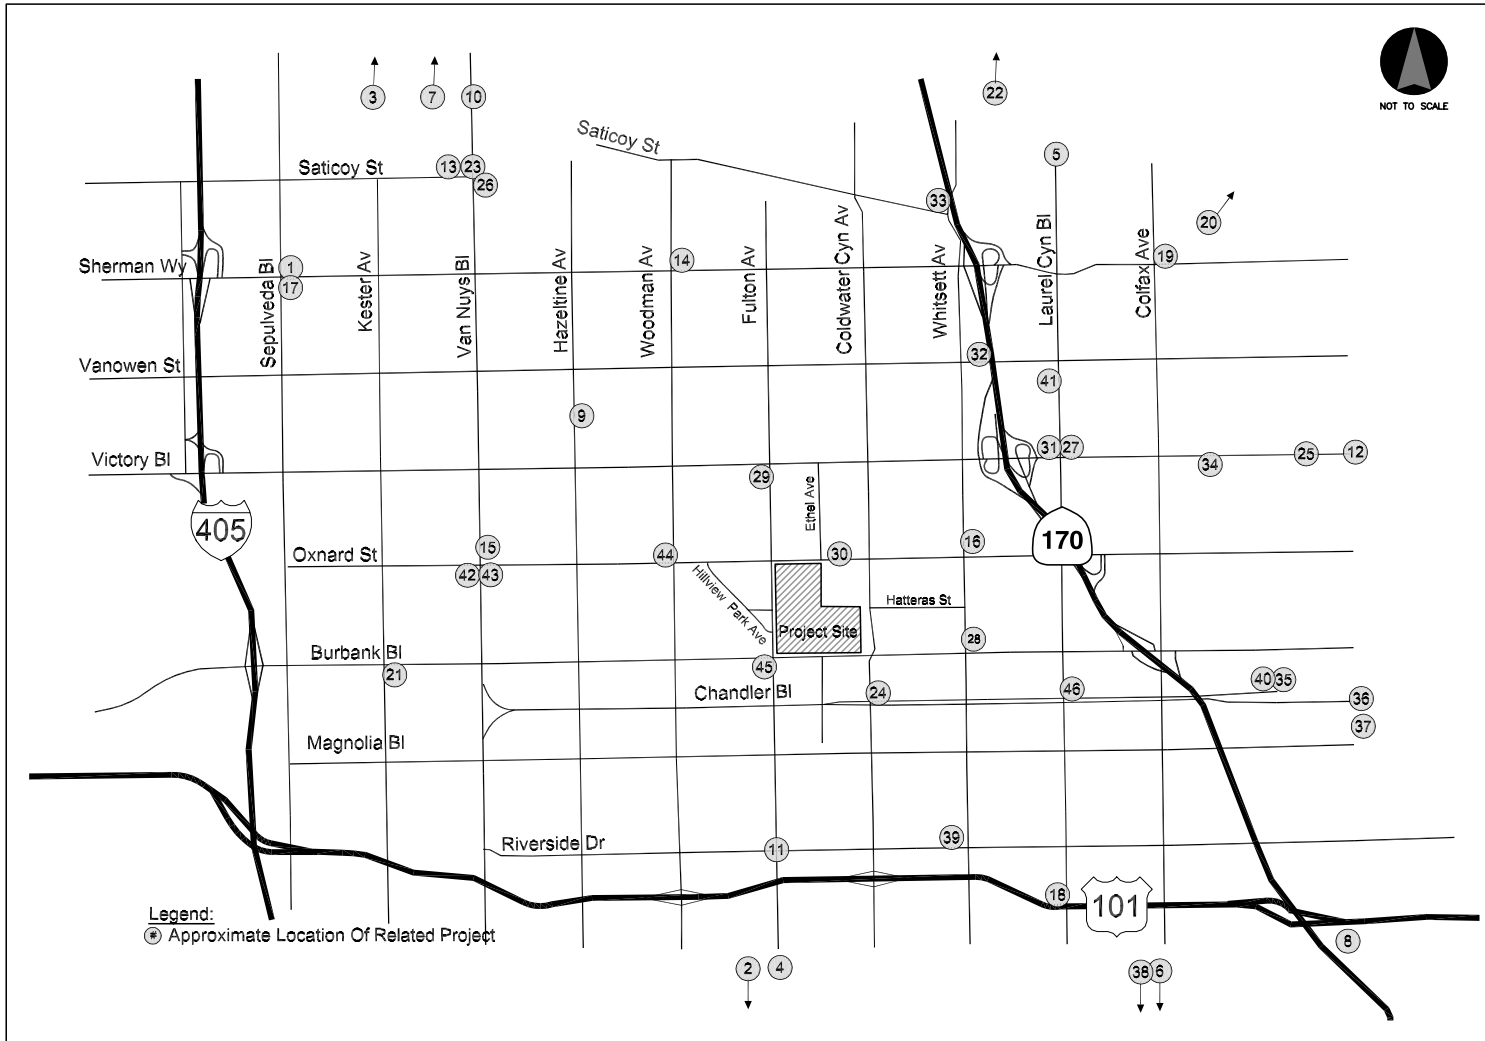 NOT TO SCALE
3
7
10
22
Saticoy St
5
Saticoy St
13
23
26
33
20
Sherman Wy
Sepulveda Bl
1
17
Kester Av
Van Nuys Bl
Hazeltine Av
Woodman Av
14
Fulton Av
Coldwater Cyn Av
Whitsett Av
Laurel Cyn Bl
Colfax Ave
19
Vanowen St
32
41
9
Victory Bl
29
Ethel Ave
31
27
34
25
12
405
Oxnard St
15
42
43
44
30
16
170
Hillview Park Ave
Project Site
Hatteras St
Burbank Bl
21
45
28
Chandler Bl
24
46
40
35
36
37
Magnolia Bl
Riverside Dr
11
39
18
101
8
Legend:
# Approximate Location Of Related Project
2
4
38
6